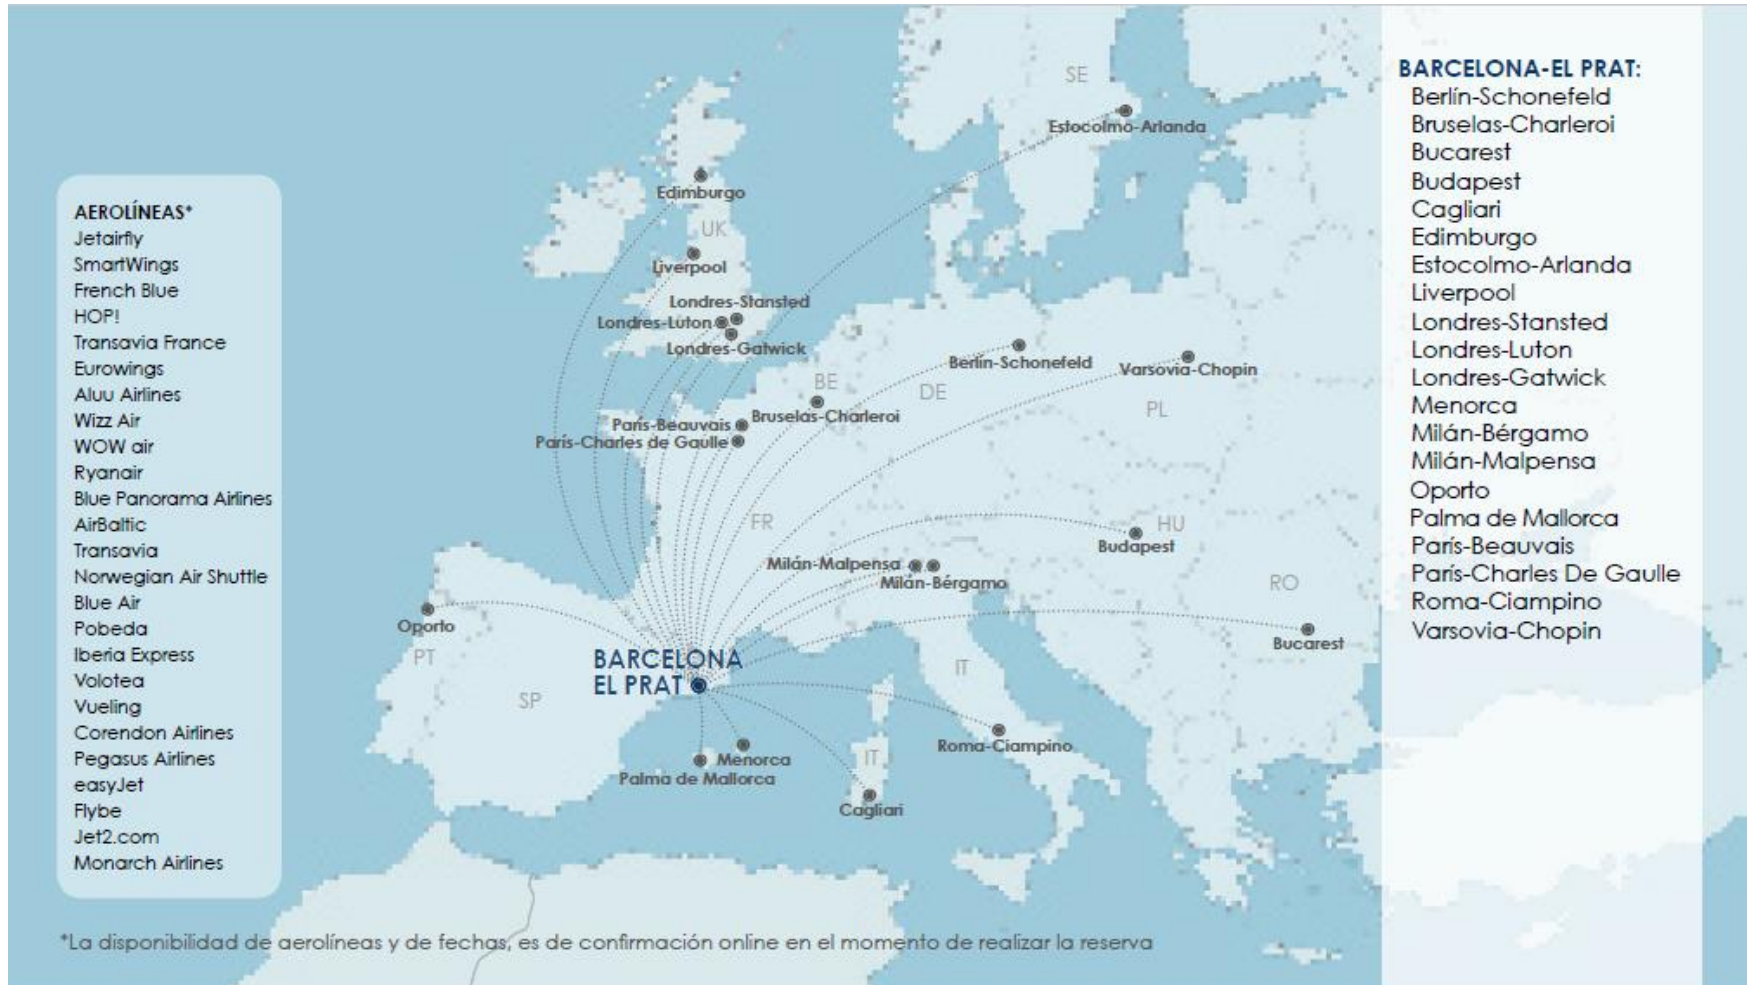 AEROLÍNEAS*
Jetairfly
SmartWings
French Blue
HOP!
Transavia France
Eurowings
Aluu Airlines
Wizz Air
WOW air
Ryanair
Blue Panorama Airlines
AirBaltic
Transavia
Norwegian Air Shuttle
Blue Air
Pobeda
Iberia Express
Volotea
Vueling
Corendon Airlines
Pegasus Airlines
easyJet
Flybe
Jet2.com
Monarch Airlines
SE
Estocolmo-Arlanda
Edimburgo
UK
Liverpool
Londres-Stansted
Londres-Luton
Londres-Gatwick
Berlín-Schonefeld
Varsovia-Chopin
BE
DE
PL
Bruselas-Charleroi
París-Beauvais
París-Charles de Gaulle
FR
HU
Budapest
Milán-Malpensa
Milán-Bérgamo
RO
Oporto
Bucarest
PT
BARCELONA
EL PRAT
IT
SP
Roma-Ciampino
Menorca
IT
Palma de Mallorca
Cagliari
BARCELONA-EL PRAT:
Berlín-Schonefeld
Bruselas-Charleroi
Bucarest
Budapest
Cagliari
Edimburgo
Estocolmo-Arlanda
Liverpool
Londres-Stansted
Londres-Luton
Londres-Gatwick
Menorca
Milán-Bérgamo
Milán-Malpensa
Oporto
Palma de Mallorca
París-Beauvais
París-Charles De Gaulle
Roma-Ciampino
Varsovia-Chopin
*La disponibilidad de aerolíneas y de fechas, es de confirmación online en el momento de realizar la reserva